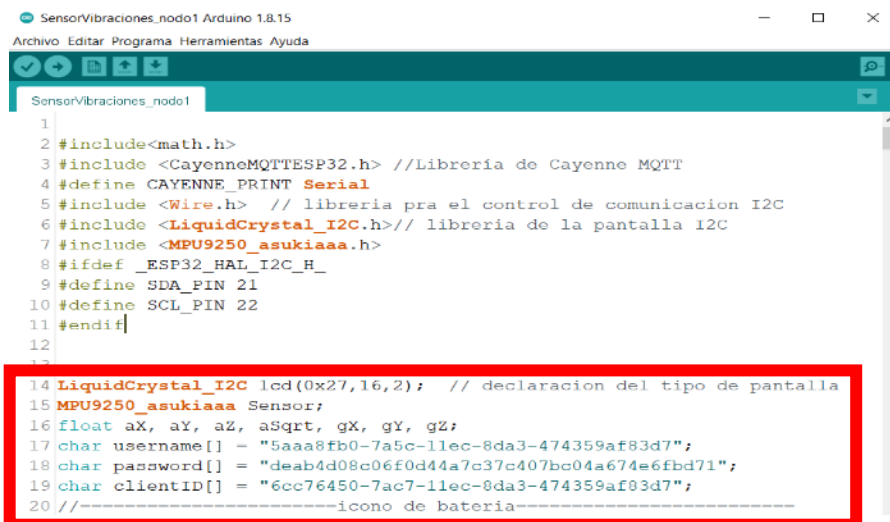 SensorVibraciones_nodo1 Arduino 1.8.15
Archivo Editar Programa Herramientas Ayuda
SensorVibraciones_nodo1
1
2 #include<math.h>
3 #include <CayenneMQTTESP32.h> //Libreria de Cayenne MQTT
4 #define CAYENNE_PRINT Serial
5 #include <Wire.h>  // libreria pra el control de comunicacion I2C
6 #include <LiquidCrystal_I2C.h>// libreria de la pantalla I2C
7 #include <MPU9250_asukiaaa.h>
8 #ifdef _ESP32_HAL_I2C_H_
9 #define SDA_PIN 21
10 #define SCL_PIN 22
11 #endif
12
13
14 LiquidCrystal_I2C lcd(0x27,16,2);  // declaracion del tipo de pantalla
15 MPU9250_asukiaaa Sensor;
16 float aX, aY, aZ, aSqrt, gX, gY, gZ;
17 char username[] = "5aaa8fb0-7a5c-11ec-8da3-474359af83d7";
18 char password[] = "deab4d08c06f0d44a7c37c407bc04a674e6fbd71";
19 char clientID[] = "6cc76450-7ac7-11ec-8da3-474359af83d7";
20 //------------------------icono de bateria--------------------------